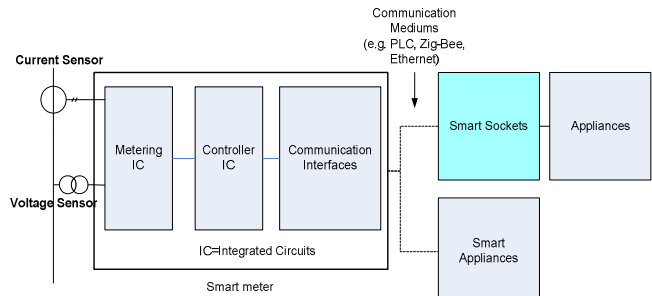 Communication
Mediums
(e.g. PLC, Zig-Bee,
Ethernet)
Current Sensor
Metering
IC
Controller
IC
Communication
Interfaces
Smart Sockets
Appliances
Voltage Sensor
IC=Integrated Circuits
Smart
Appliances
Smart meter